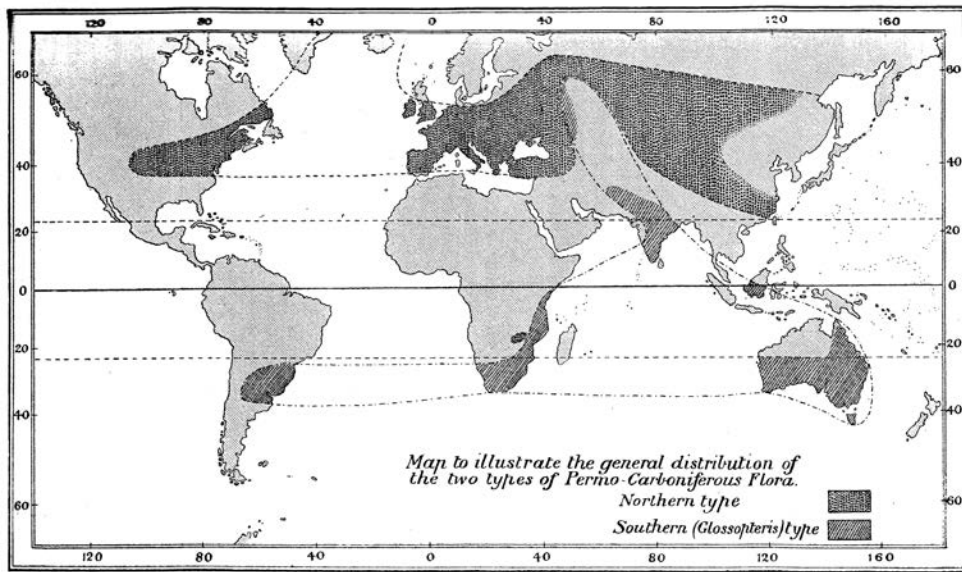 120 80 40 0 40 80 120 160
60 60
40 40
20 20
0 0
20 20
40 40
Map to illustrate the general distribution of
the two types of Permo-Carboniferous Flora.
Northern type
60 60
Southern (Glossopteris) type
120 80 40 0 40 80 120 160